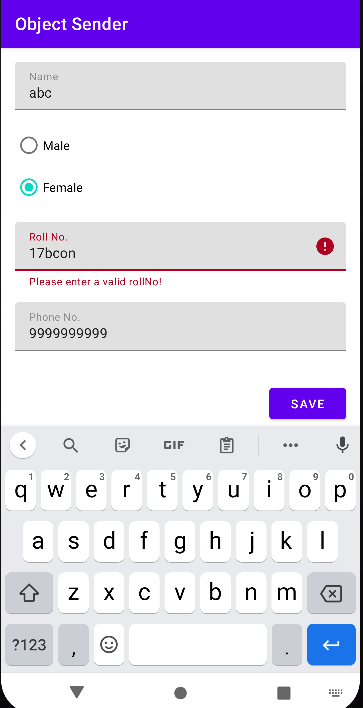 Object Sender
Name
abc
Male
Female
Roll No.
17bcon
Please enter a valid rollNo!
Phone No.
9999999999
SAVE
GIF
q1 w2 e3 r4 t5 y6 u7 i8 o9 p0
a s d f g h j k l
z x c v b n m
?123 , .